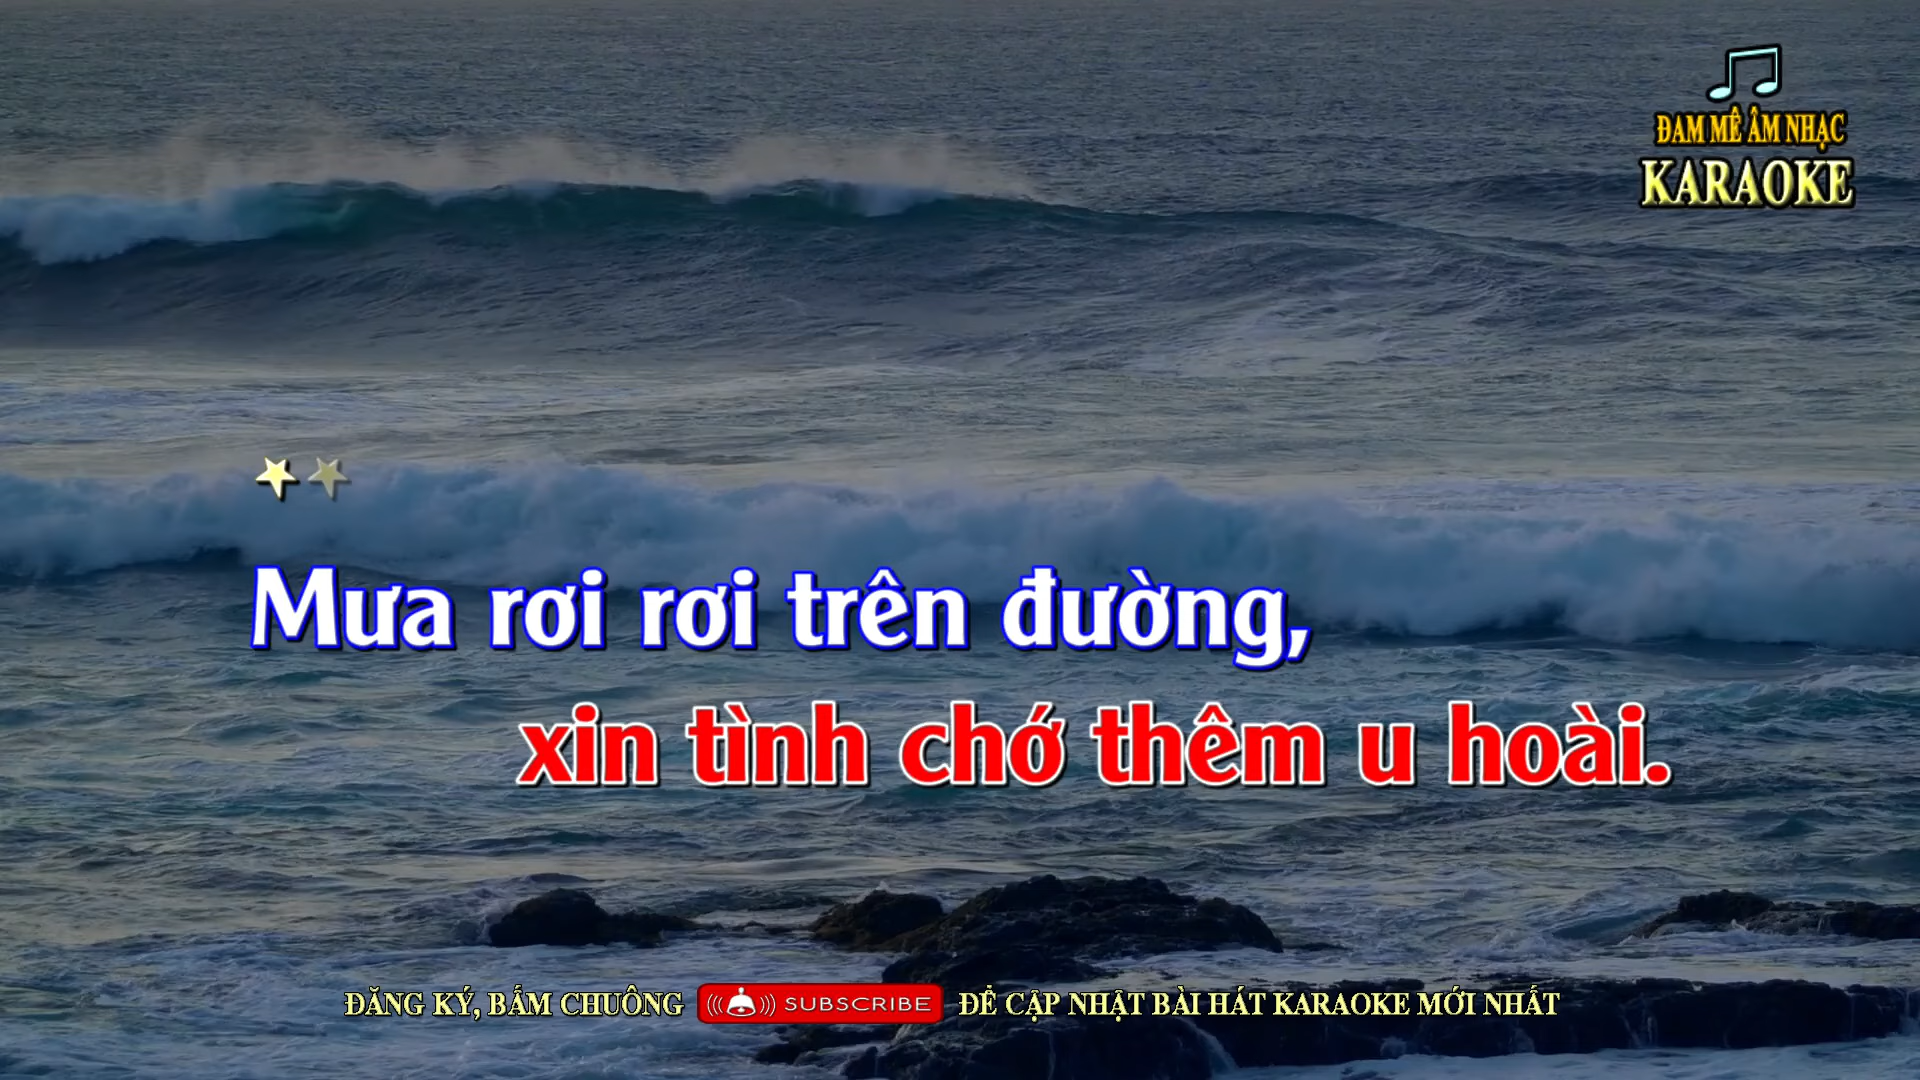 ĐAM MÊ ÂM NHẠC
KARAOKE
Mưa rơi rơi trên đường,
xin tình chớ thêm u hoài.
ĐĂNG KÝ, BẤM CHUÔNG SUBSCRIBE ĐỂ CẬP NHẬT BÀI HÁT KARAOKE MỚI NHẤT